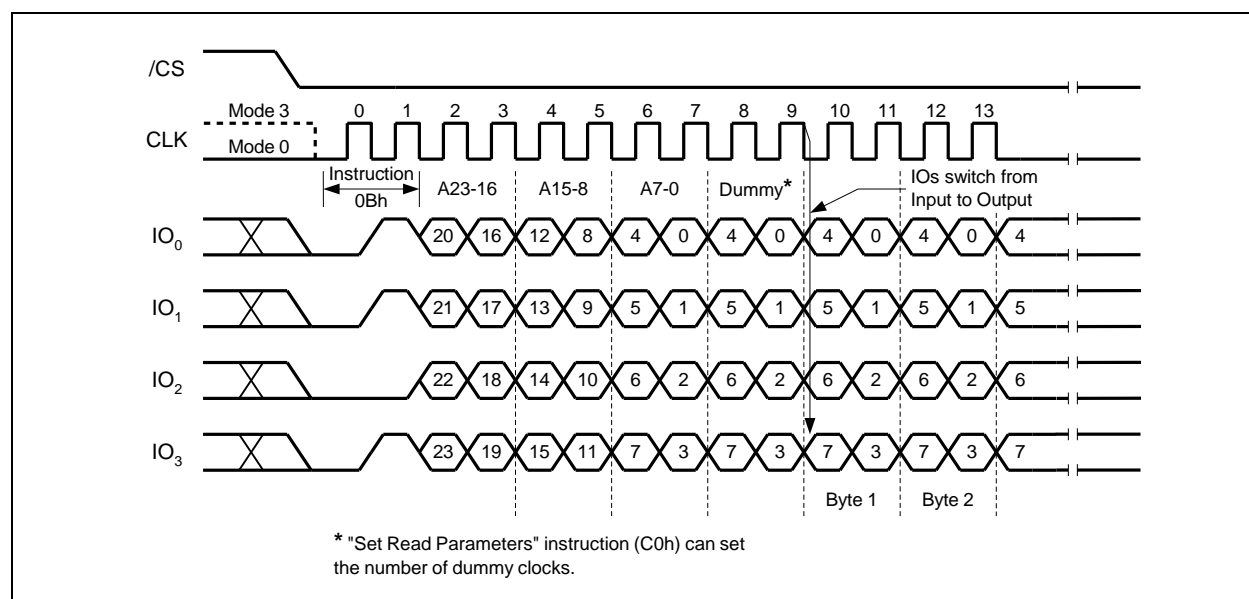 /CS
Mode 3 0 1 2 3 4 5 6 7 8 9 10 11 12 13
CLK
Mode 0
Instruction
0Bh
A23-16 A15-8 A7-0 Dummy*
IOs switch from
Input to Output
IO0 20 16 12 8 4 0 4 0 4 0 4 0 4
IO1 21 17 13 9 5 1 5 1 5 1 5 1 5
IO2 22 18 14 10 6 2 6 2 6 2 6 2 6
IO3 23 19 15 11 7 3 7 3 7 3 7 3 7
Byte 1 Byte 2
* "Set Read Parameters" instruction (C0h) can set
the number of dummy clocks.